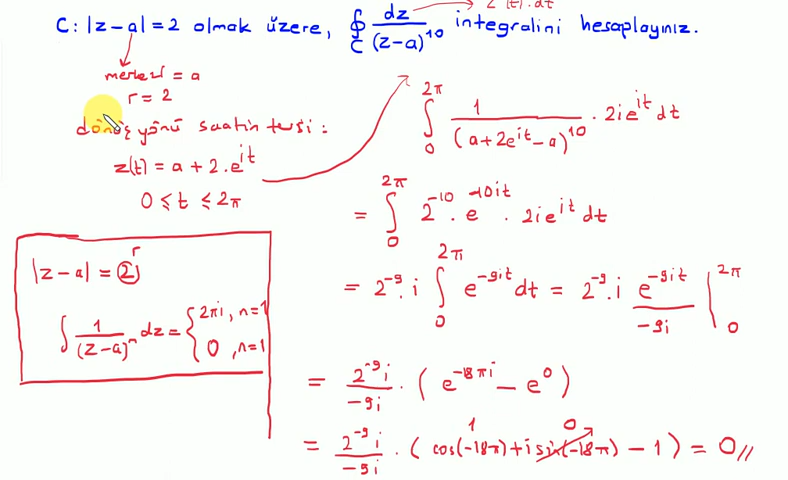 C: |z-a|=2 olmak üzere, ∮_C dz/(z-a)^10 integralini hesaplayınız.
z'(t).dt
merkezi = a
r = 2
dönüş yönü saatin tersi:
z(t) = a + 2.e^{it}
0 ≤ t ≤ 2π
∫_0^{2π} 1/(a+2e^{it}-a)^{10} . 2ie^{it} dt
= ∫_0^{2π} 2^{-10} . e^{-10it} . 2ie^{it} dt
= 2^{-9}.i ∫_0^{2π} e^{-9it} dt = 2^{-9}.i e^{-9it}/-9i |_0^{2π}
= 2^{-9}i/-9i . (e^{-18πi} - e^0)
= 2^{-9}i/-9i . (cos(-18π) + i sin(-18π) - 1) = 0//
1
0
|z-a| = 2 r
∫ 1/(z-a)^n dz = { 2πi, n=1
0, n=1